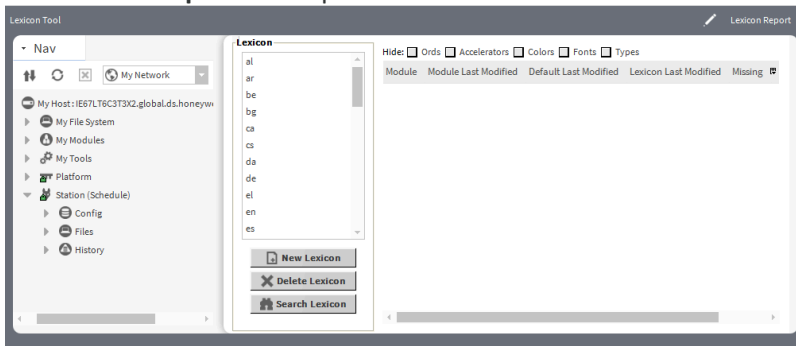 Lexicon Tool
Lexicon Report
Nav
My Network
My Host : IE67LT6C3T3X2.global.ds.honeyw
My File System
My Modules
My Tools
Platform
Station (Schedule)
Config
Files
History
Lexicon
al
ar
be
bg
ca
cs
da
de
el
en
es
New Lexicon
Delete Lexicon
Search Lexicon
Hide: Ords Accelerators Colors Fonts Types
Module Module Last Modified Default Last Modified Lexicon Last Modified Missing